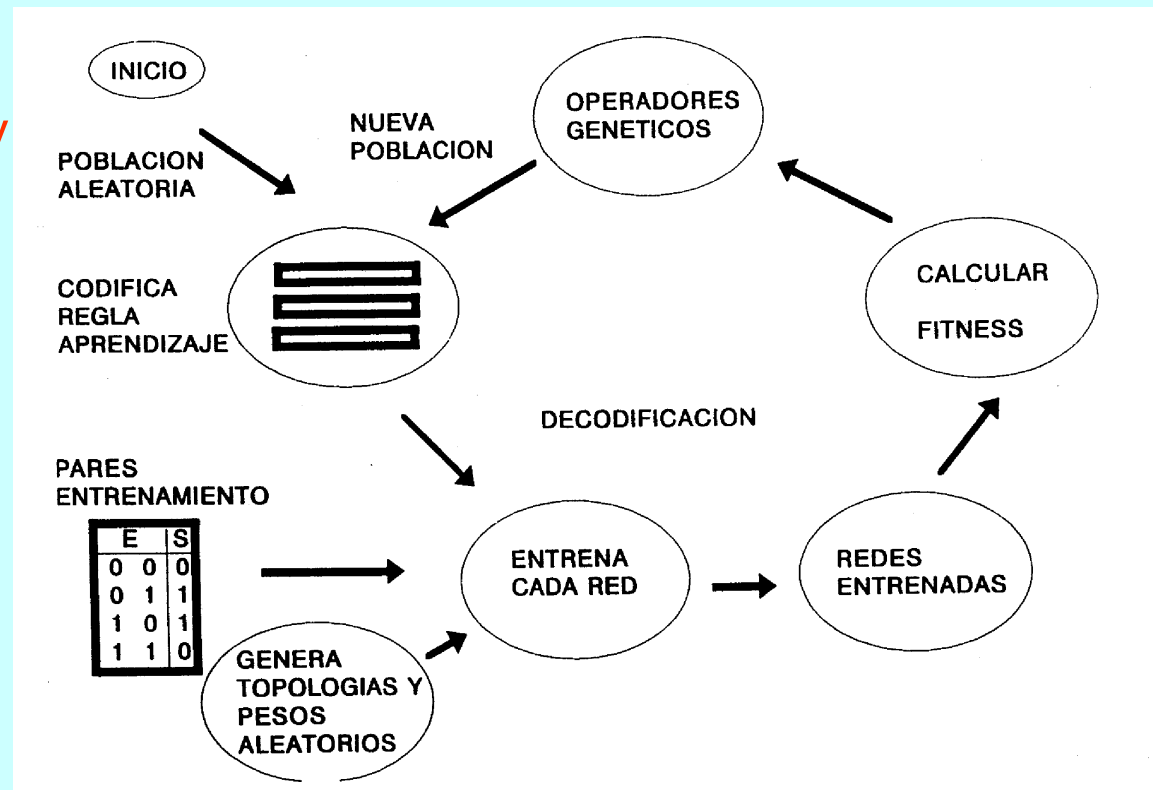 INICIO
POBLACION
ALEATORIA
NUEVA
POBLACION
OPERADORES
GENETICOS
CODIFICA
REGLA
APRENDIZAJE
CALCULAR
FITNESS
DECODIFICACION
PARES
ENTRENAMIENTO
E S
0 0 0
0 1 1
1 0 1
1 1 0
ENTRENA
CADA RED
REDES
ENTRENADAS
GENERA
TOPOLOGIAS Y
PESOS
ALEATORIOS